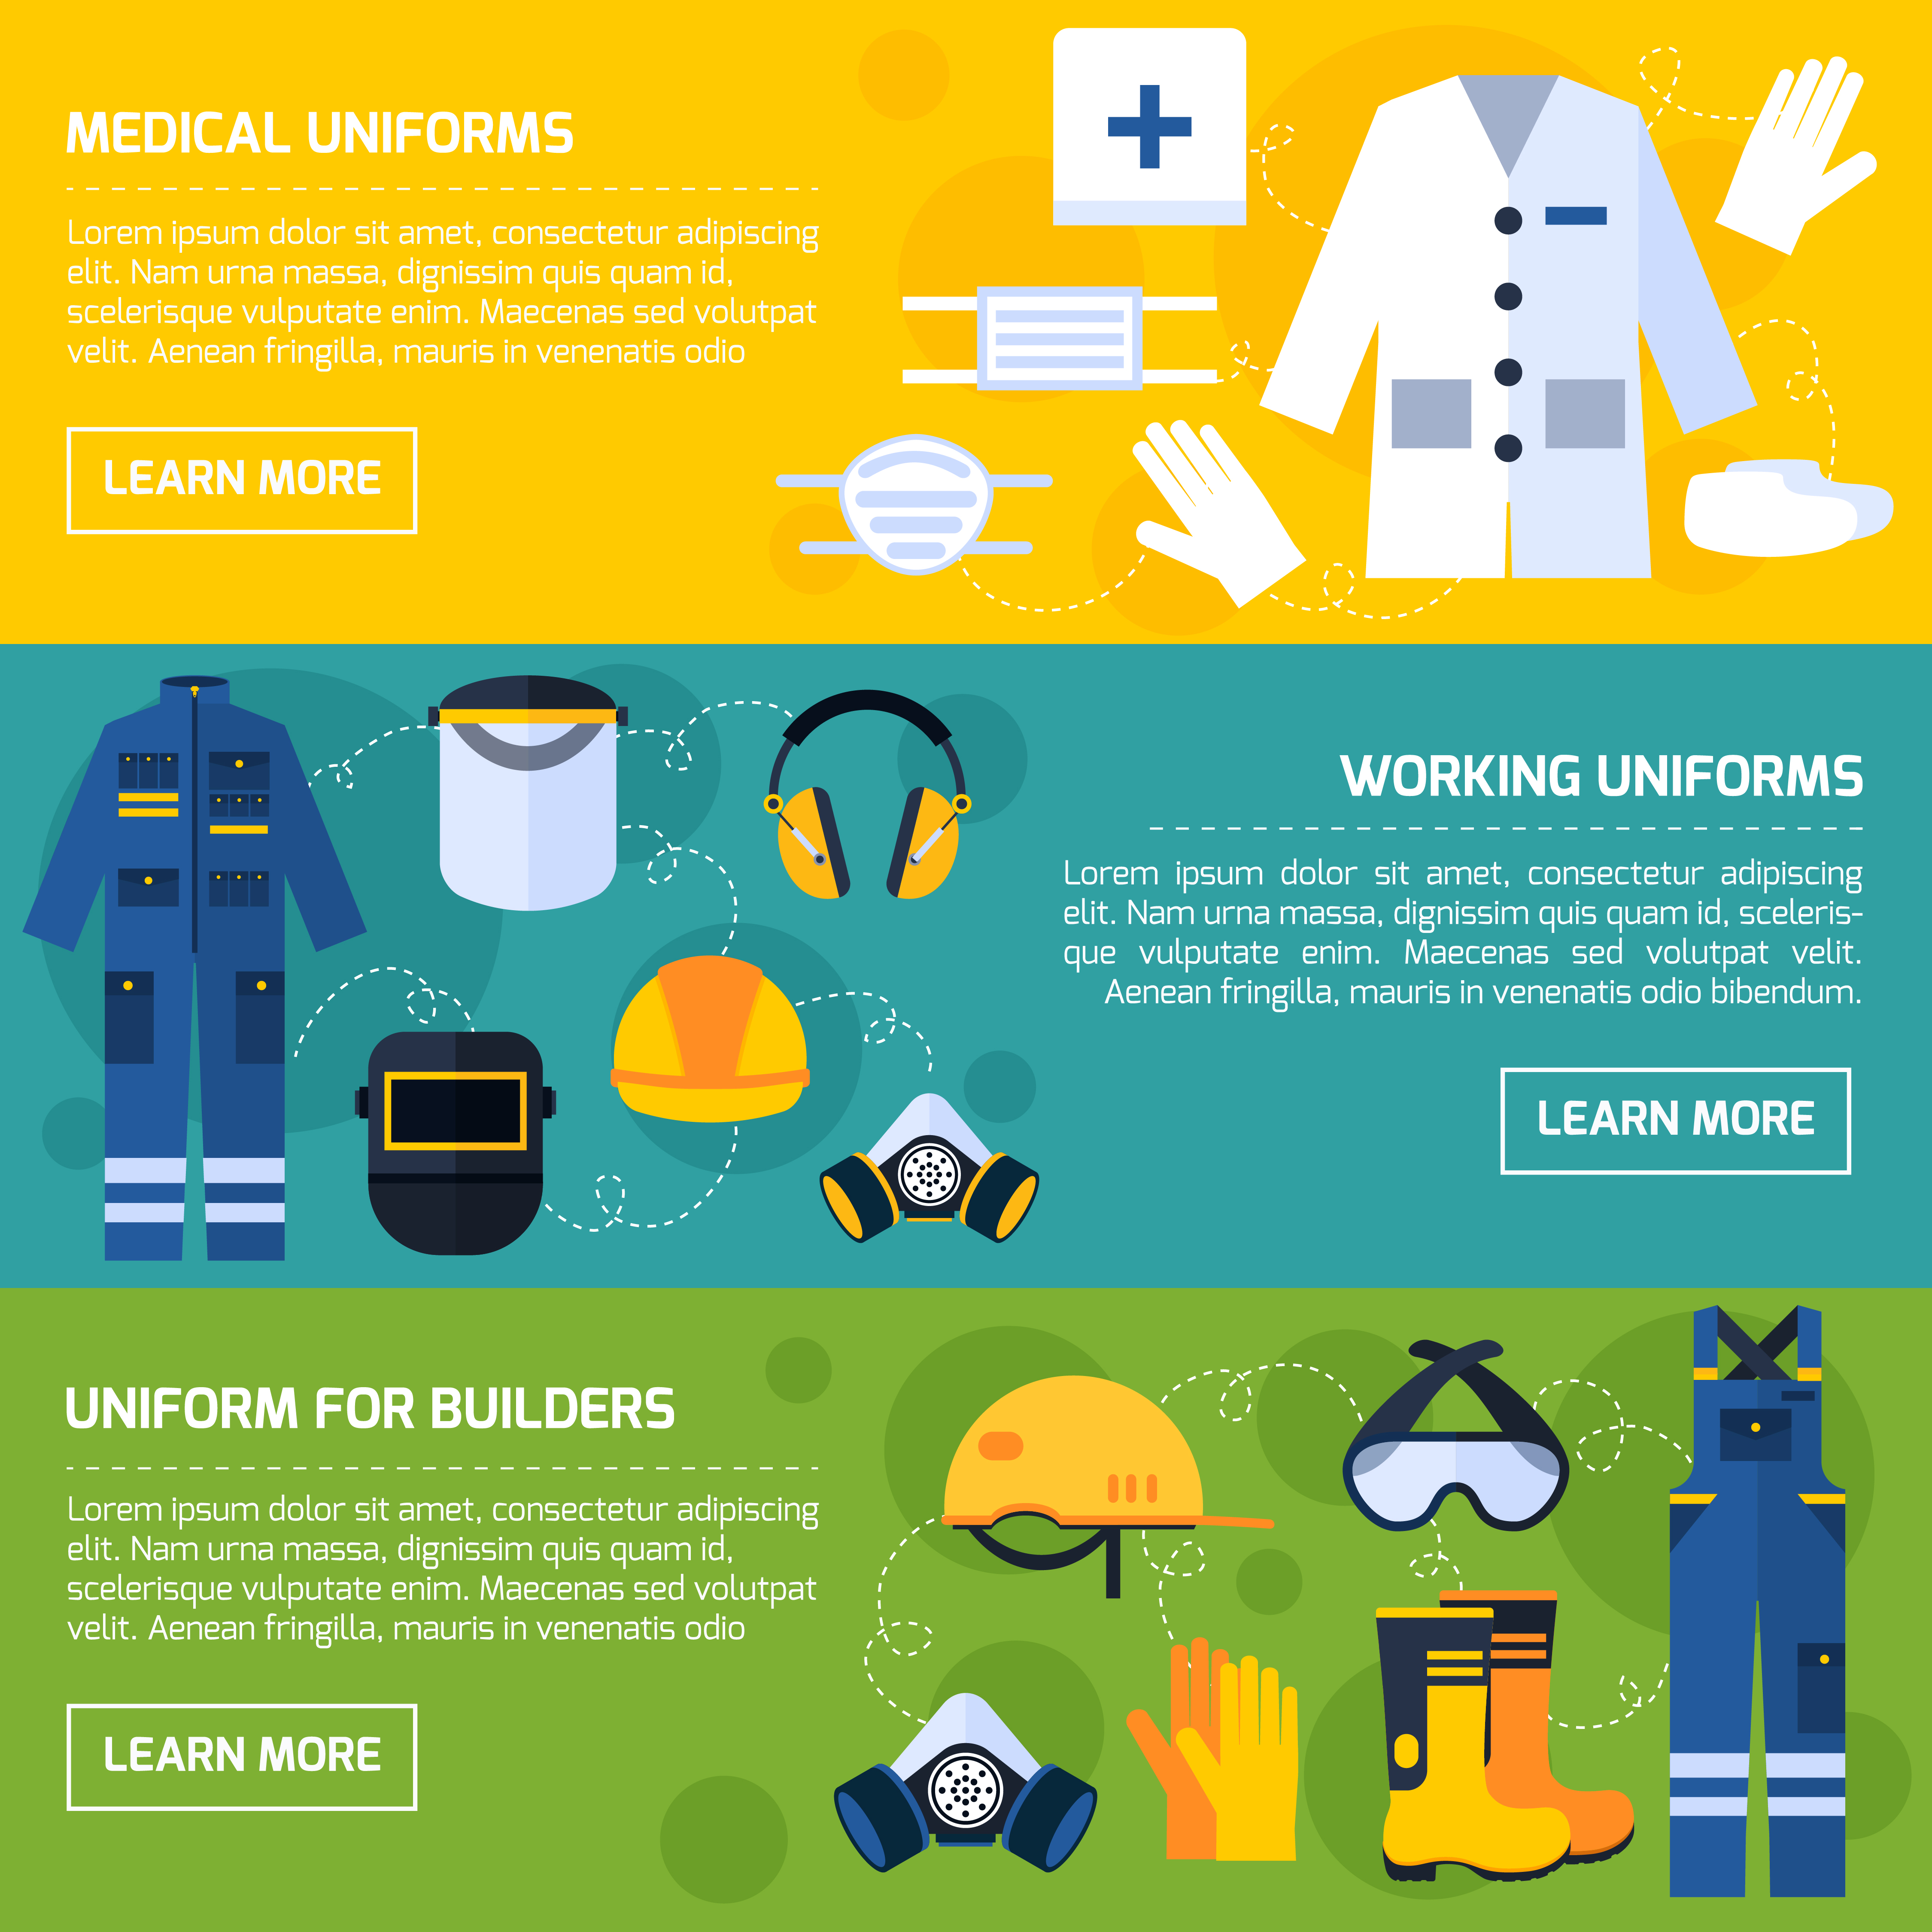 MEDICAL UNIFORMS
Lorem ipsum dolor sit amet, consectetur adipiscing
elit. Nam urna massa, dignissim quis quam id,
scelerisque vulputate enim. Maecenas sed volutpat
velit. Aenean fringilla, mauris in venenatis odio
LEARN MORE
WORKING UNIFORMS
Lorem ipsum dolor sit amet, consectetur adipiscing
elit. Nam urna massa, dignissim quis quam id, sceleris-
que vulputate enim. Maecenas sed volutpat velit.
Aenean fringilla, mauris in venenatis odio bibendum.
LEARN MORE
UNIFORM FOR BUILDERS
Lorem ipsum dolor sit amet, consectetur adipiscing
elit. Nam urna massa, dignissim quis quam id,
scelerisque vulputate enim. Maecenas sed volutpat
velit. Aenean fringilla, mauris in venenatis odio
LEARN MORE